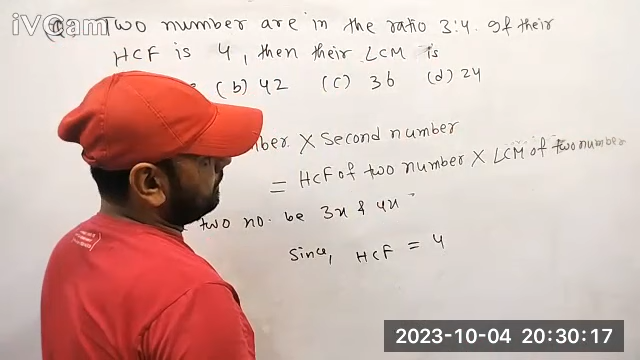 iVCam
Two number are in the ratio 3:4. If their
HCF is 4, then their LCM is
(b) 42 (c) 36 (d) 24
mber X Second number
= HCF of two number X LCM of two number
two no. be 3x & 4x
Since, HCF = 4
2023-10-04 20:30:17